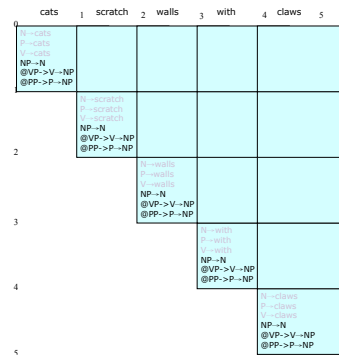 cats scratch walls with claws
0 1 2 3 4 5
N→cats
P→cats
V→cats
NP→N
@VP->V→NP
@PP->P→NP
1
N→scratch
P→scratch
V→scratch
NP→N
@VP->V→NP
@PP->P→NP
2
N→walls
P→walls
V→walls
NP→N
@VP->V→NP
@PP->P→NP
3
N→with
P→with
V→with
NP→N
@VP->V→NP
@PP->P→NP
4
N→claws
P→claws
V→claws
NP→N
@VP->V→NP
@PP->P→NP
5